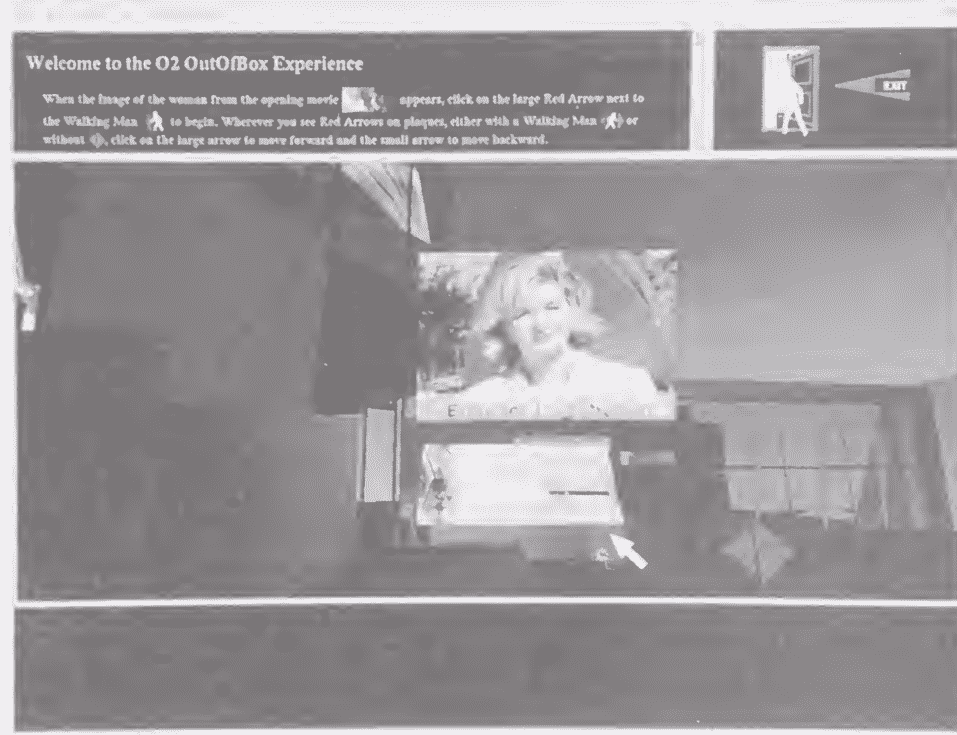 Welcome to the O2 OutOfBox Experience
EXIT
When the Image of the woman from the opening movie appears, click on the large Red Arrow next to
the Walking Man to begin. Wherever you see Red Arrows on plaques, either with a Walking Man or
without , click on the large arrow to move forward and the small arrow to move backward.